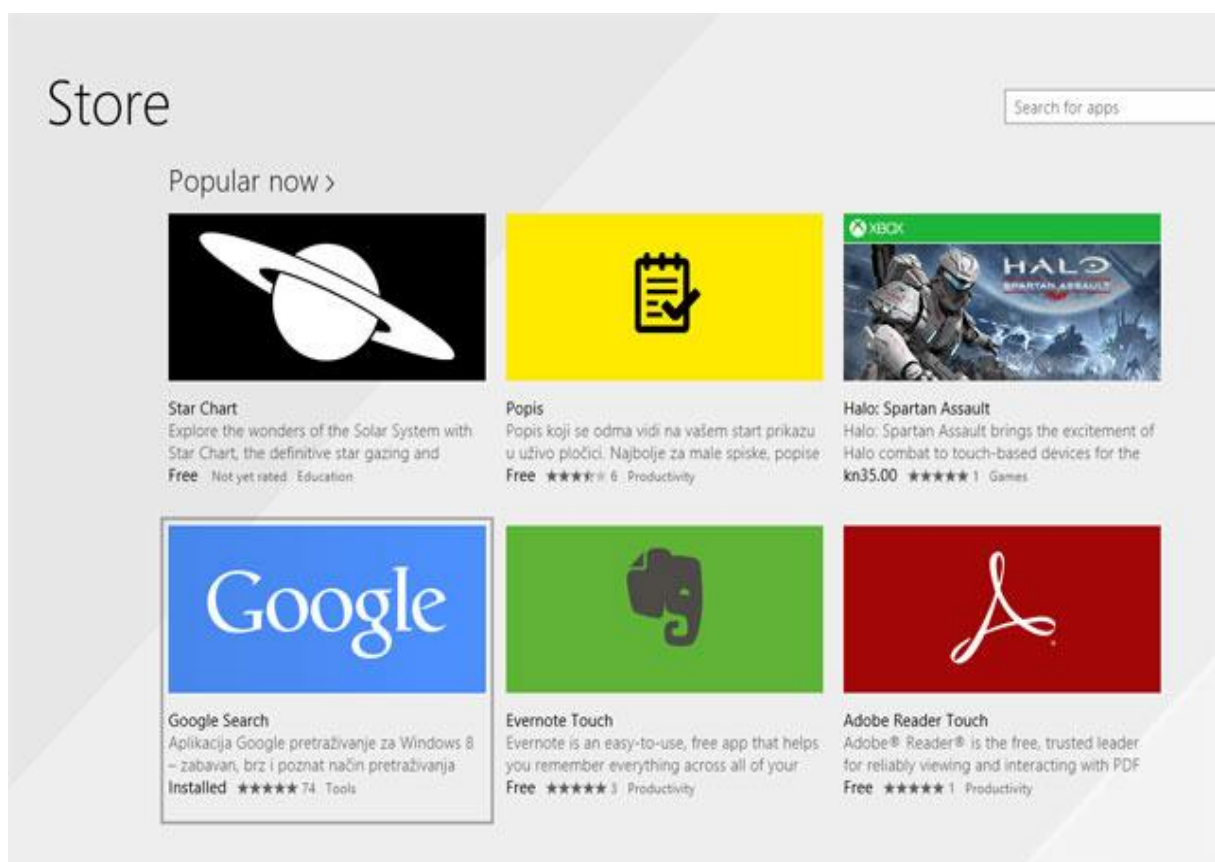 Store
Search for apps
Popular now >
XBOX
HALO
SPARTAN ASSAULT
Star Chart
Explore the wonders of the Solar System with
Star Chart, the definitive star gazing and
Free Not yet rated Education
Popis
Popis koji se odma vidi na vašem start prikazu
u uživo pločici. Najbolje za male spiske, popise
Free ★★★★★ 6 Productivity
Halo: Spartan Assault
Halo: Spartan Assault brings the excitement of
Halo combat to touch-based devices for the
kn35.00 ★★★★★ 1 Games
Google
Google Search
Aplikacija Google pretraživanje za Windows 8
– zabavan, brz i poznat način pretraživanja
Installed ★★★★★ 74 Tools
Evernote Touch
Evernote is an easy-to-use, free app that helps
you remember everything across all of your
Free ★★★★★ 3 Productivity
Adobe Reader Touch
Adobe® Reader® is the free, trusted leader
for reliably viewing and interacting with PDF
Free ★★★★★ 1 Productivity